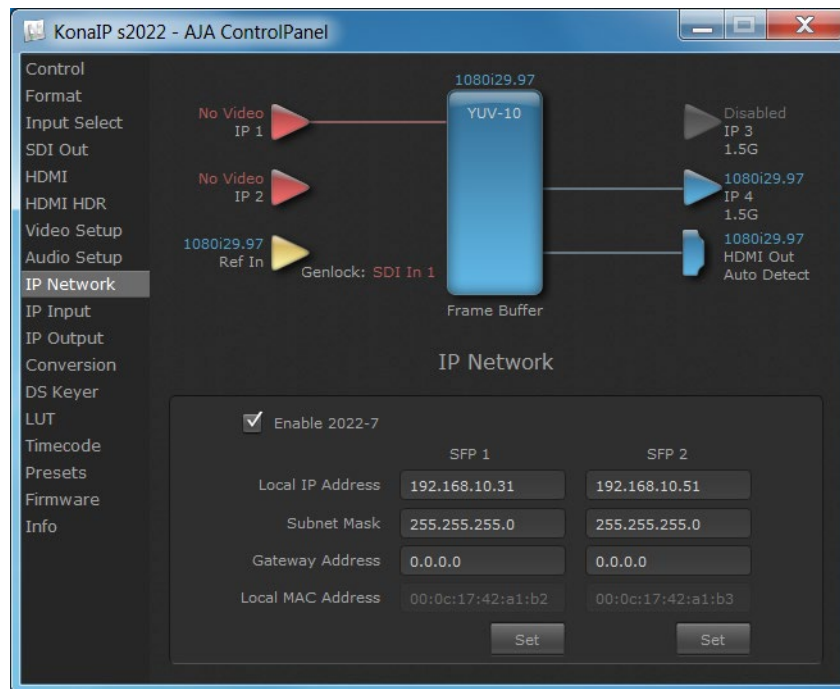 KonaIP s2022 - AJA ControlPanel
Control
Format
Input Select
SDI Out
HDMI
HDMI HDR
Video Setup
Audio Setup
IP Network
IP Input
IP Output
Conversion
DS Keyer
LUT
Timecode
Presets
Firmware
Info
No Video
IP 1
No Video
IP 2
1080i29.97
Ref In
Genlock: SDI In 1
1080i29.97
YUV-10
Frame Buffer
Disabled
IP 3
1.5G
1080i29.97
IP 4
1.5G
1080i29.97
HDMI Out
Auto Detect
IP Network
Enable 2022-7
SFP 1 SFP 2
Local IP Address 192.168.10.31 192.168.10.51
Subnet Mask 255.255.255.0 255.255.255.0
Gateway Address 0.0.0.0 0.0.0.0
Local MAC Address 00:0c:17:42:a1:b2 00:0c:17:42:a1:b3
Set Set